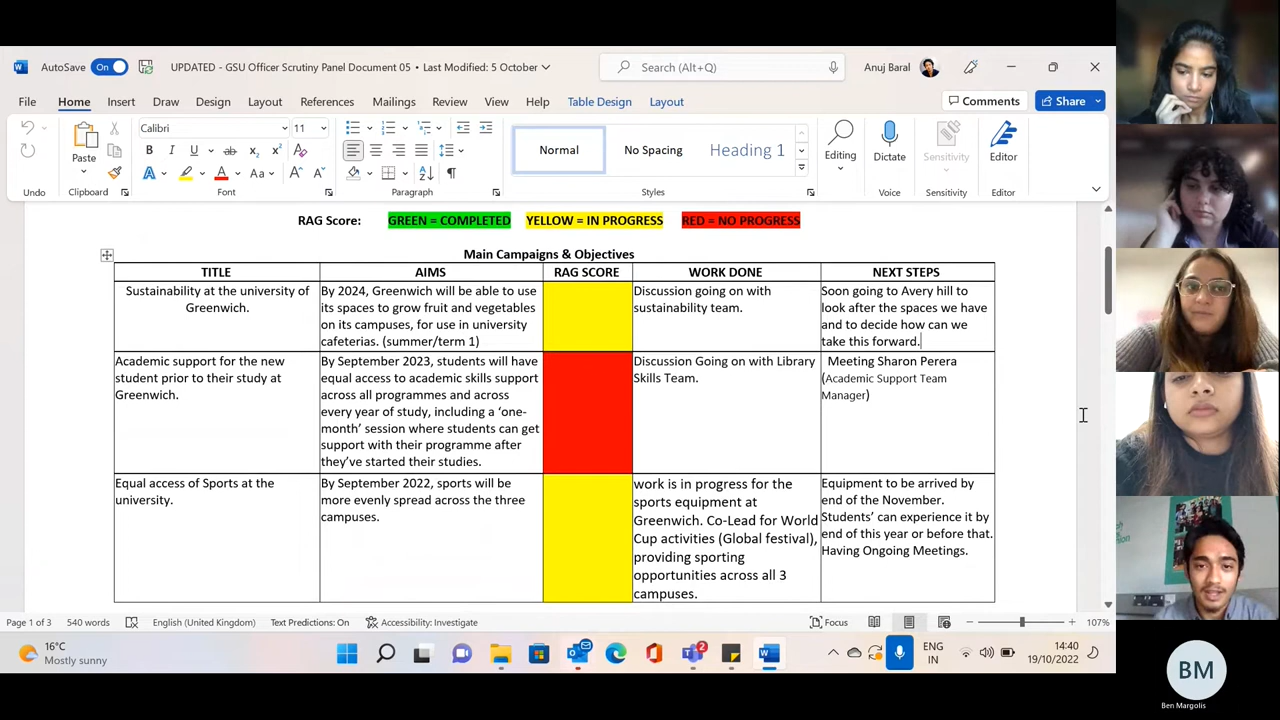 AutoSave On UPDATED - GSU Officer Scrutiny Panel Document 05 • Last Modified: 5 October Search (Alt+Q) Anuj Baral
File Home Insert Draw Design Layout References Mailings Review View Help Table Design Layout Comments Share
Calibri 11
Paste
Normal No Spacing Heading 1
Editing Dictate Sensitivity Editor
Undo Clipboard Font Paragraph Styles Voice Sensitivity Editor
RAG Score: GREEN = COMPLETED YELLOW = IN PROGRESS RED = NO PROGRESS
Main Campaigns & Objectives
TITLE AIMS RAG SCORE WORK DONE NEXT STEPS
Sustainability at the university of
Greenwich.
By 2024, Greenwich will be able to use
its spaces to grow fruit and vegetables
on its campuses, for use in university
cafeterias. (summer/term 1)
Discussion going on with
sustainability team.
Soon going to Avery hill to
look after the spaces we have
and to decide how can we
take this forward.
Academic support for the new
student prior to their study at
Greenwich.
By September 2023, students will have
equal access to academic skills support
across all programmes and across
every year of study, including a ‘one-
month’ session where students can get
support with their programme after
they’ve started their studies.
Discussion Going on with Library
Skills Team.
Meeting Sharon Perera
(Academic Support Team
Manager)
Equal access of Sports at the
university.
By September 2022, sports will be
more evenly spread across the three
campuses.
work is in progress for the
sports equipment at
Greenwich. Co-Lead for World
Cup activities (Global festival),
providing sporting
opportunities across all 3
campuses.
Equipment to be arrived by
end of the November.
Students’ can experience it by
end of this year or before that.
Having Ongoing Meetings.
Page 1 of 3 540 words English (United Kingdom) Text Predictions: On Accessibility: Investigate Focus 107%
16°C
Mostly sunny
2
ENG
IN
14:40
19/10/2022
BM
Ben Margolis